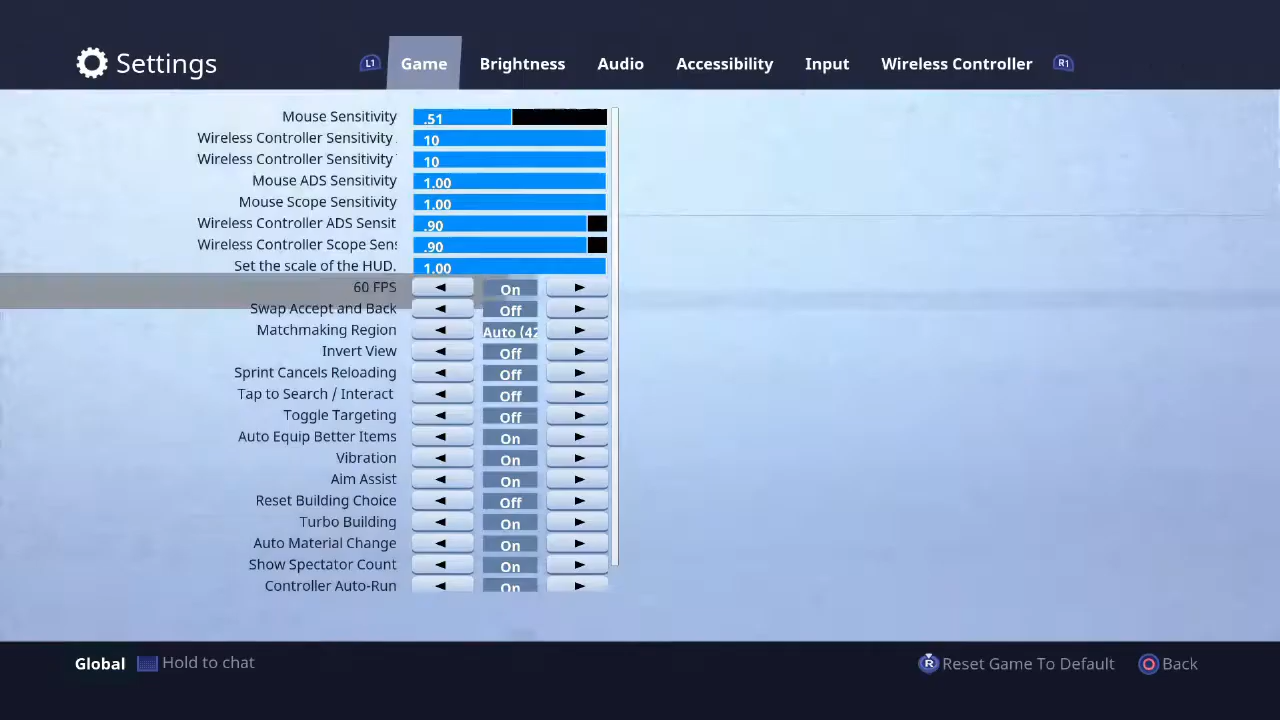 Settings
L1 Game Brightness Audio Accessibility Input Wireless Controller R1
Mouse Sensitivity .51
Wireless Controller Sensitivity 10
Wireless Controller Sensitivity 10
Mouse ADS Sensitivity 1.00
Mouse Scope Sensitivity 1.00
Wireless Controller ADS Sensit .90
Wireless Controller Scope Sens .90
Set the scale of the HUD. 1.00
60 FPS On
Swap Accept and Back Off
Matchmaking Region Auto (42
Invert View Off
Sprint Cancels Reloading Off
Tap to Search / Interact Off
Toggle Targeting Off
Auto Equip Better Items On
Vibration On
Aim Assist On
Reset Building Choice Off
Turbo Building On
Auto Material Change On
Show Spectator Count On
Controller Auto-Run On
Global Hold to chat R Reset Game To Default Back